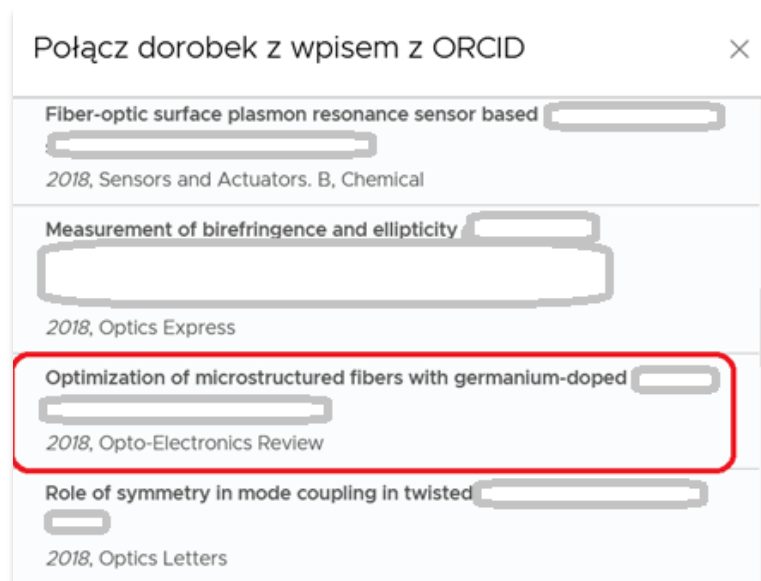 Połącz dorobek z wpisem z ORCID
Fiber-optic surface plasmon resonance sensor based
2018, Sensors and Actuators. B, Chemical
Measurement of birefringence and ellipticity
2018, Optics Express
Optimization of microstructured fibers with germanium-doped
2018, Opto-Electronics Review
Role of symmetry in mode coupling in twisted
2018, Optics Letters